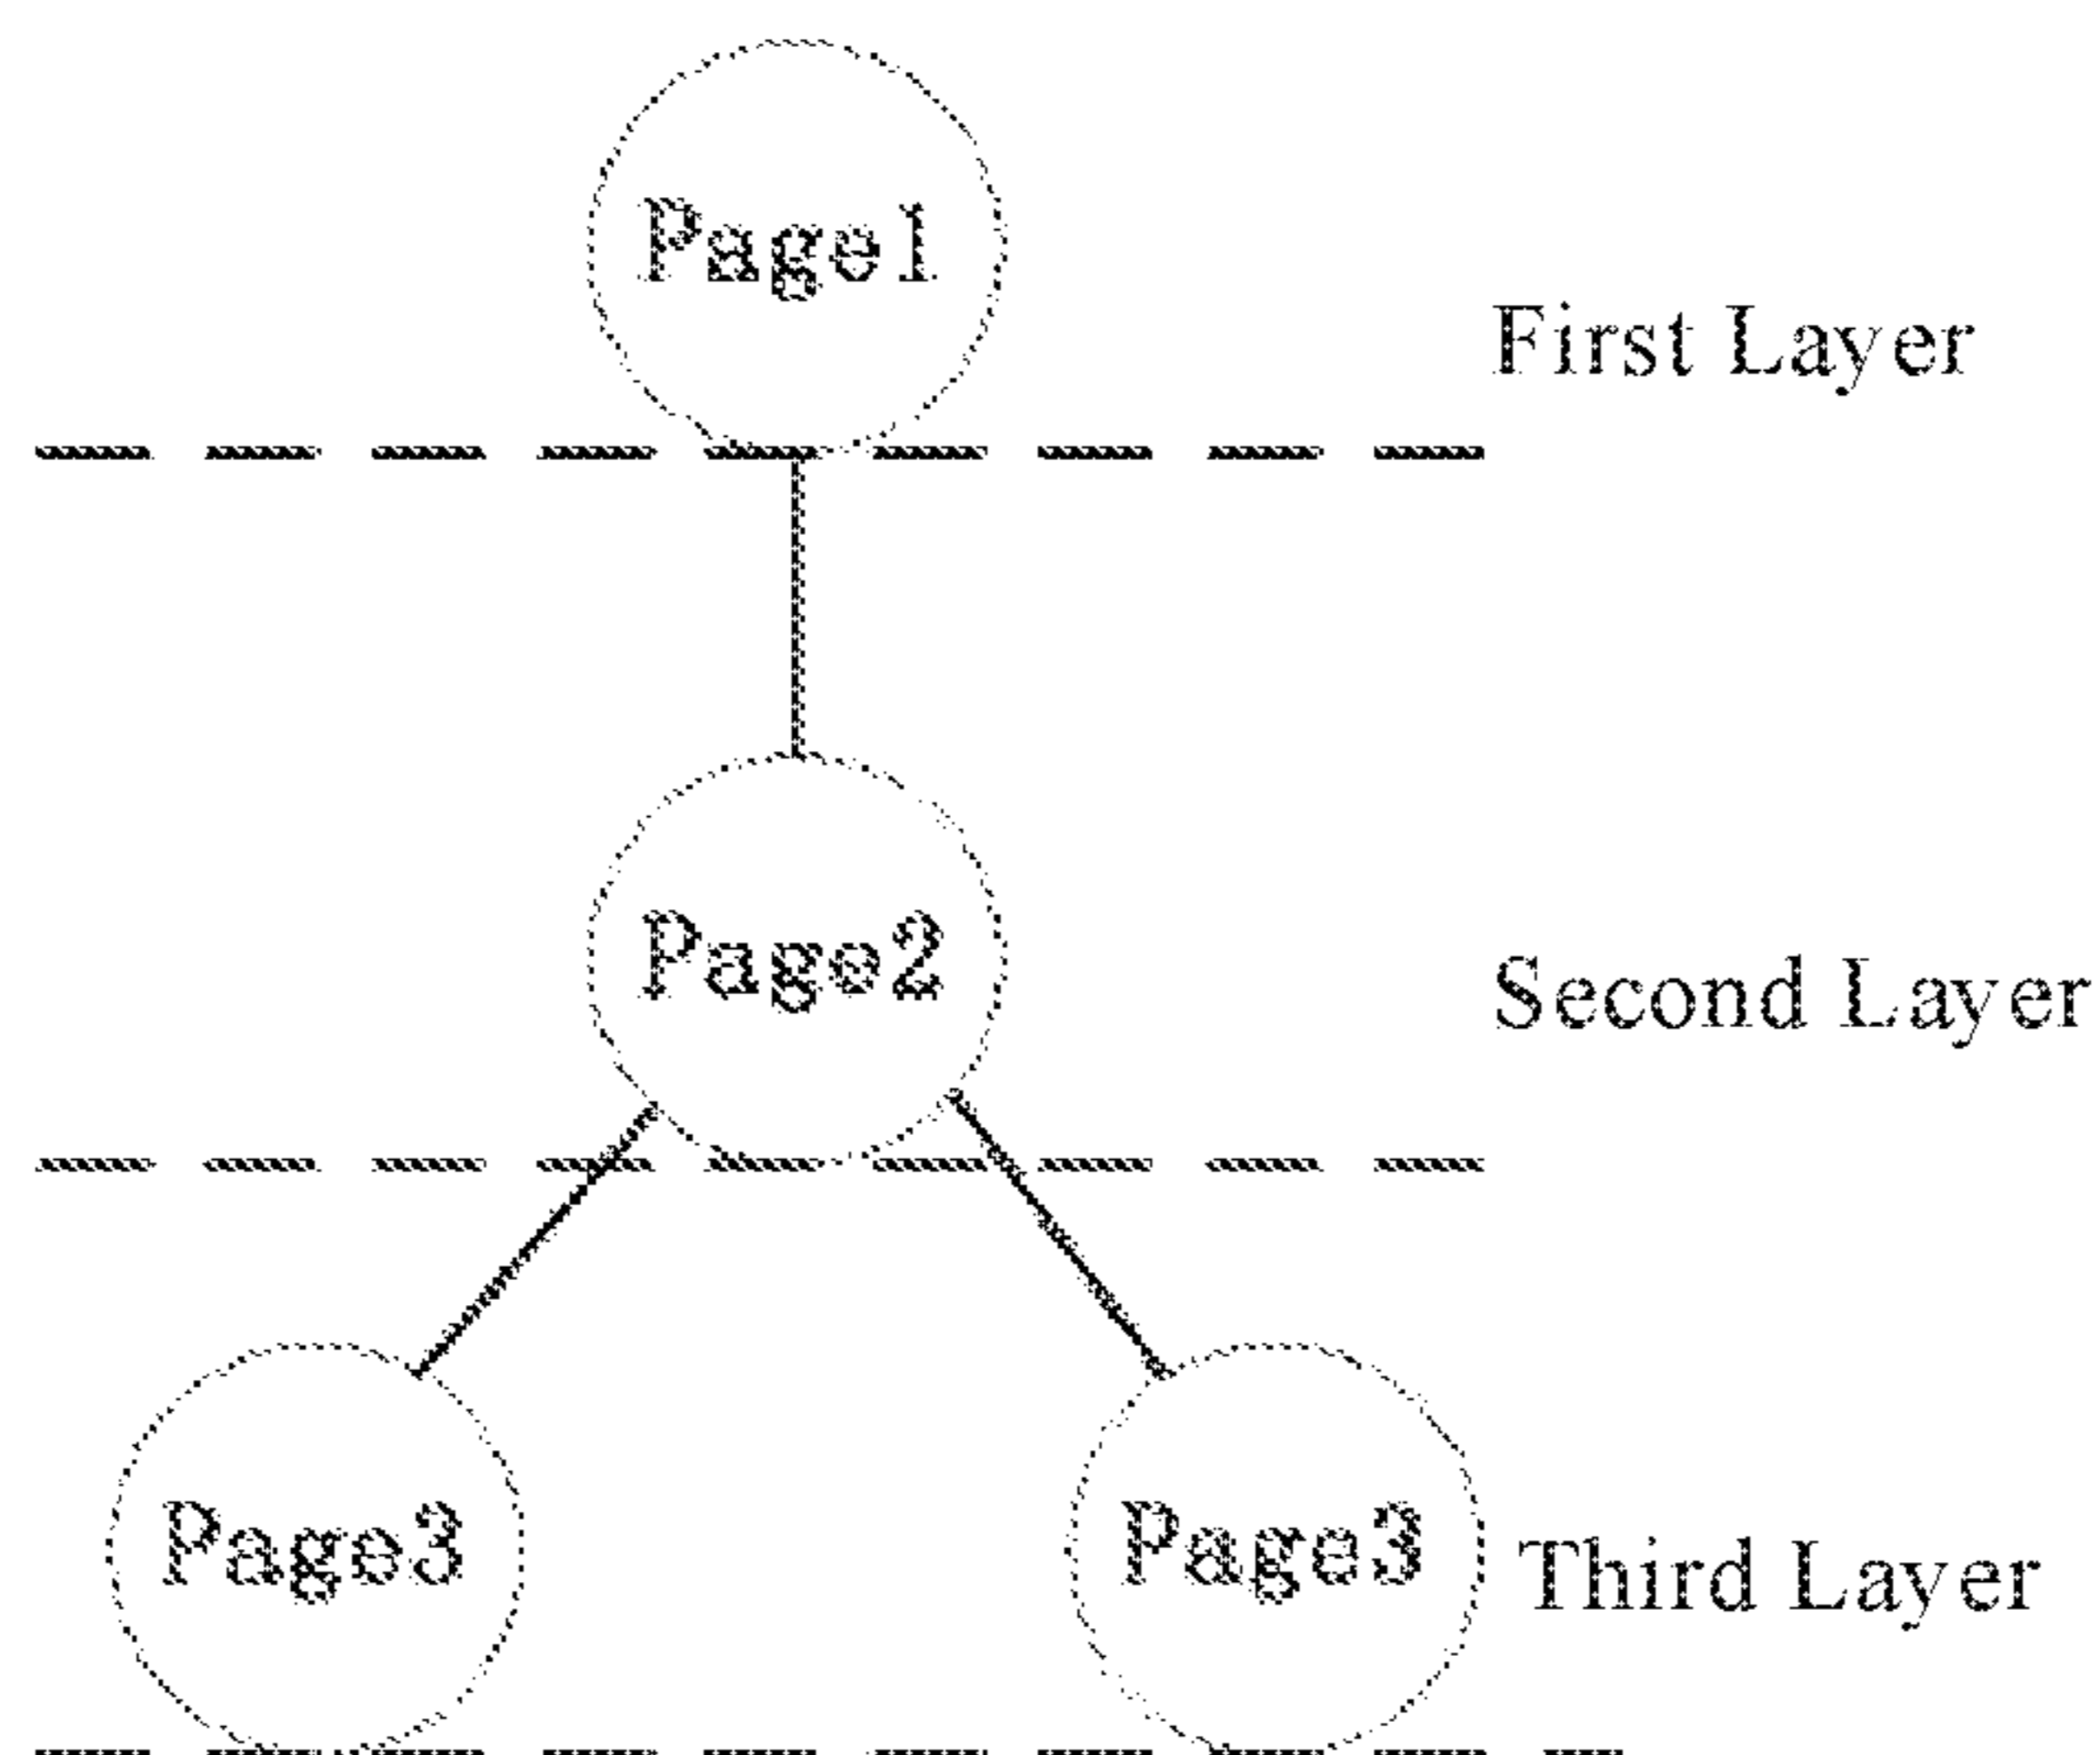 Page1
First Layer
Page2
Second Layer
Page3
Page3
Third Layer